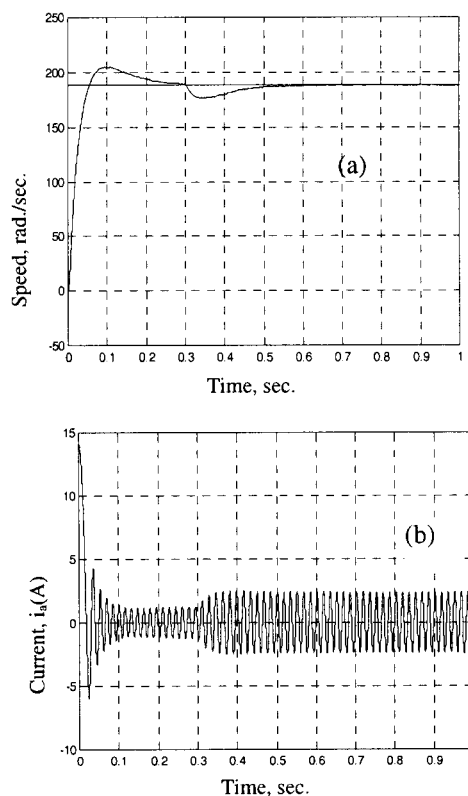 250
200
150
100
50
0
-50
0 0.1 0.2 0.3 0.4 0.5 0.6 0.7 0.8 0.9 1
Speed, rad./sec.
(a)
Time, sec.
15
10
5
0
-5
-10
0 0.1 0.2 0.3 0.4 0.5 0.6 0.7 0.8 0.9
Current, ia(A)
(b)
Time, sec.